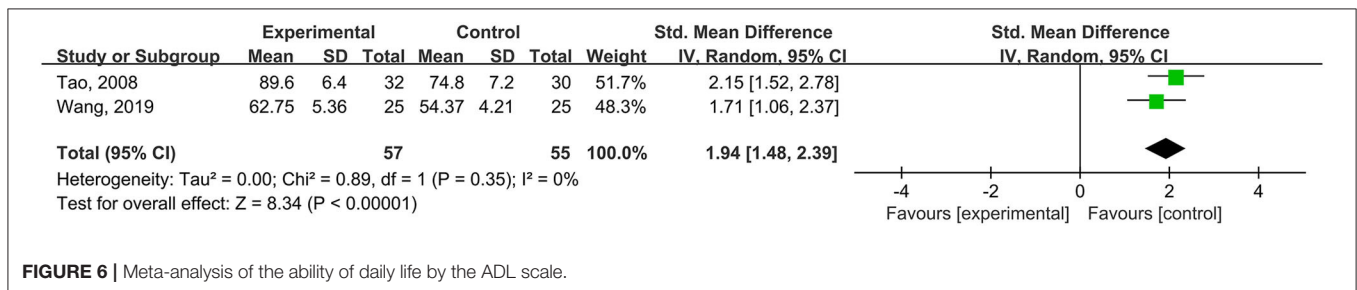 Experimental Control Std. Mean Difference Std. Mean Difference
Study or Subgroup Mean SD Total Mean SD Total Weight IV, Random, 95% CI IV, Random, 95% CI
Tao, 2008 89.6 6.4 32 74.8 7.2 30 51.7% 2.15 [1.52, 2.78]
Wang, 2019 62.75 5.36 25 54.37 4.21 25 48.3% 1.71 [1.06, 2.37]
Total (95% CI) 57 55 100.0% 1.94 [1.48, 2.39]
Heterogeneity: Tau² = 0.00; Chi² = 0.89, df = 1 (P = 0.35); I² = 0%
Test for overall effect: Z = 8.34 (P < 0.00001)
-4 -2 0 2 4
Favours [experimental] Favours [control]
FIGURE 6 | Meta-analysis of the ability of daily life by the ADL scale.